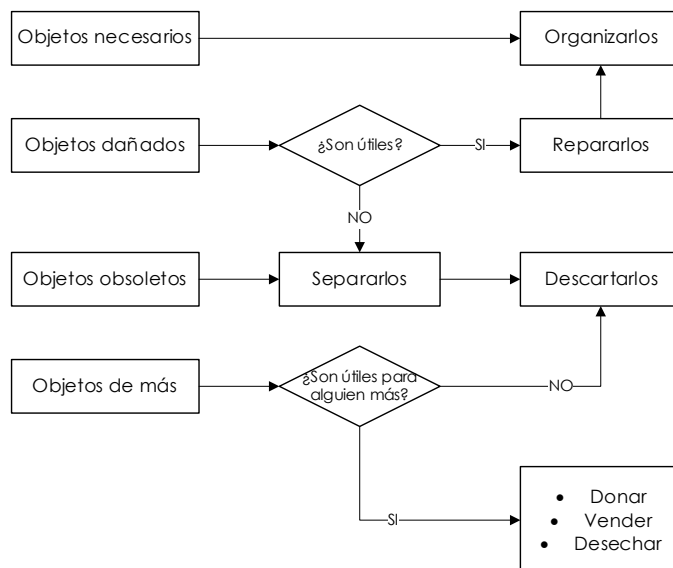 Objetos necesarios
Organizarlos
Objetos dañados
¿Son útiles?
SI
Repararlos
NO
Objetos obsoletos
Separarlos
Descartarlos
Objetos de más
¿Son útiles para
alguien más?
NO
SI
• Donar
• Vender
• Desechar